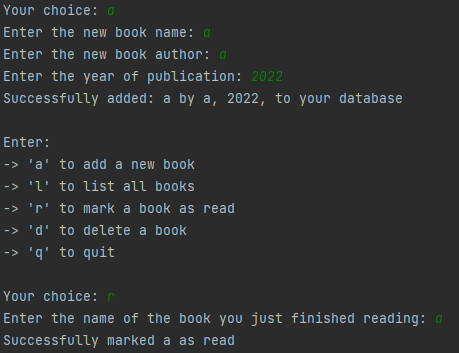 Your choice: a
Enter the new book name: a
Enter the new book author: a
Enter the year of publication: 2022
Successfully added: a by a, 2022, to your database
Enter:
-> 'a' to add a new book
-> 'l' to list all books
-> 'r' to mark a book as read
-> 'd' to delete a book
-> 'q' to quit
Your choice: r
Enter the name of the book you just finished reading: a
Successfully marked a as read